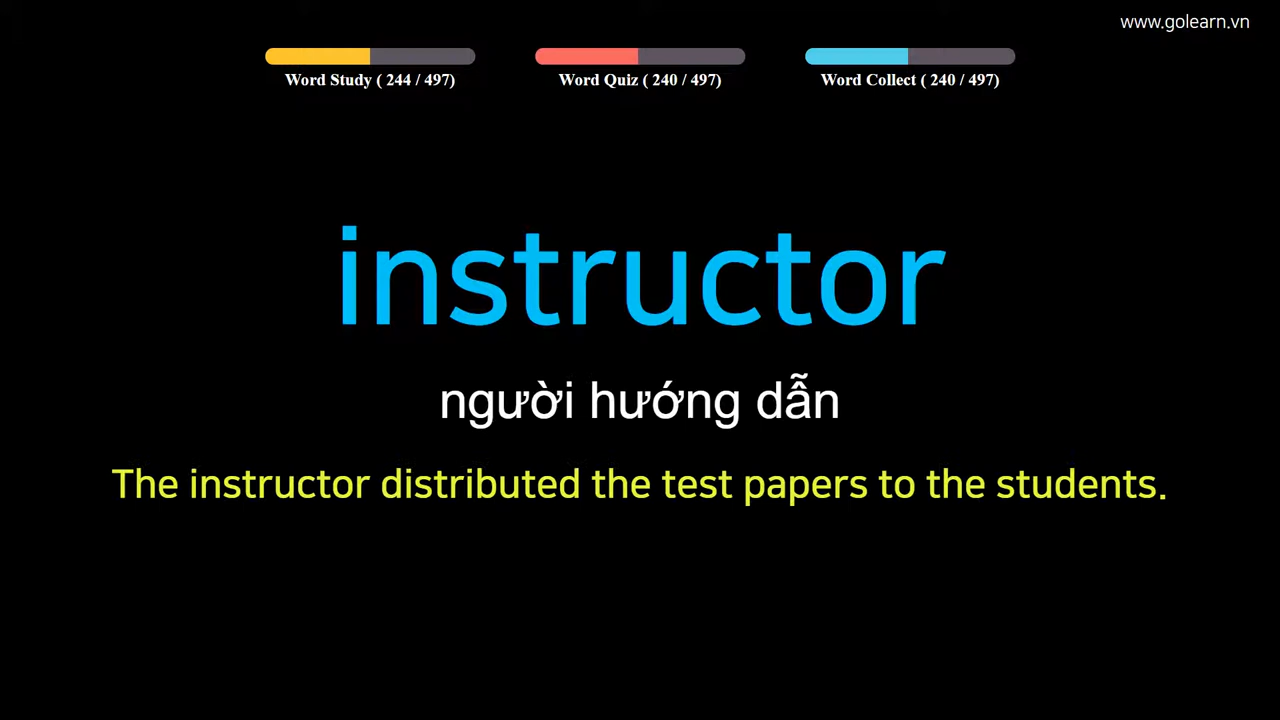 www.golearn.vn
Word Study ( 244 / 497)
Word Quiz ( 240 / 497)
Word Collect ( 240 / 497)
instructor
người hướng dẫn
The instructor distributed the test papers to the students.